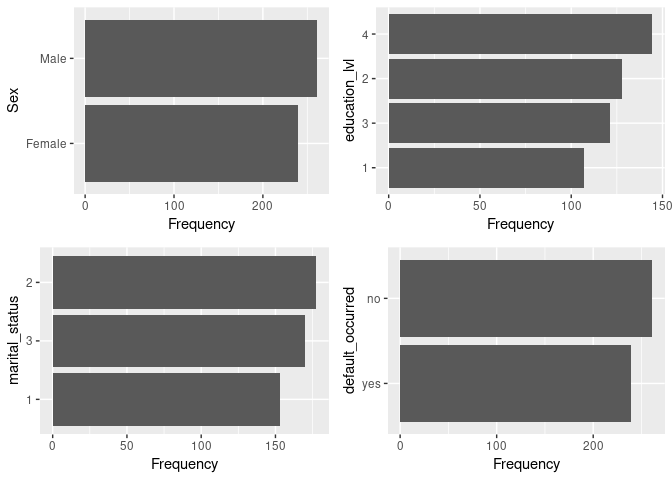 Male
Female
Sex
0
100
200
Frequency
4
2
3
1
education_lvl
0
50
100
150
Frequency
2
3
1
marital_status
0
50
100
150
Frequency
no
yes
default_occurred
0
100
200
Frequency